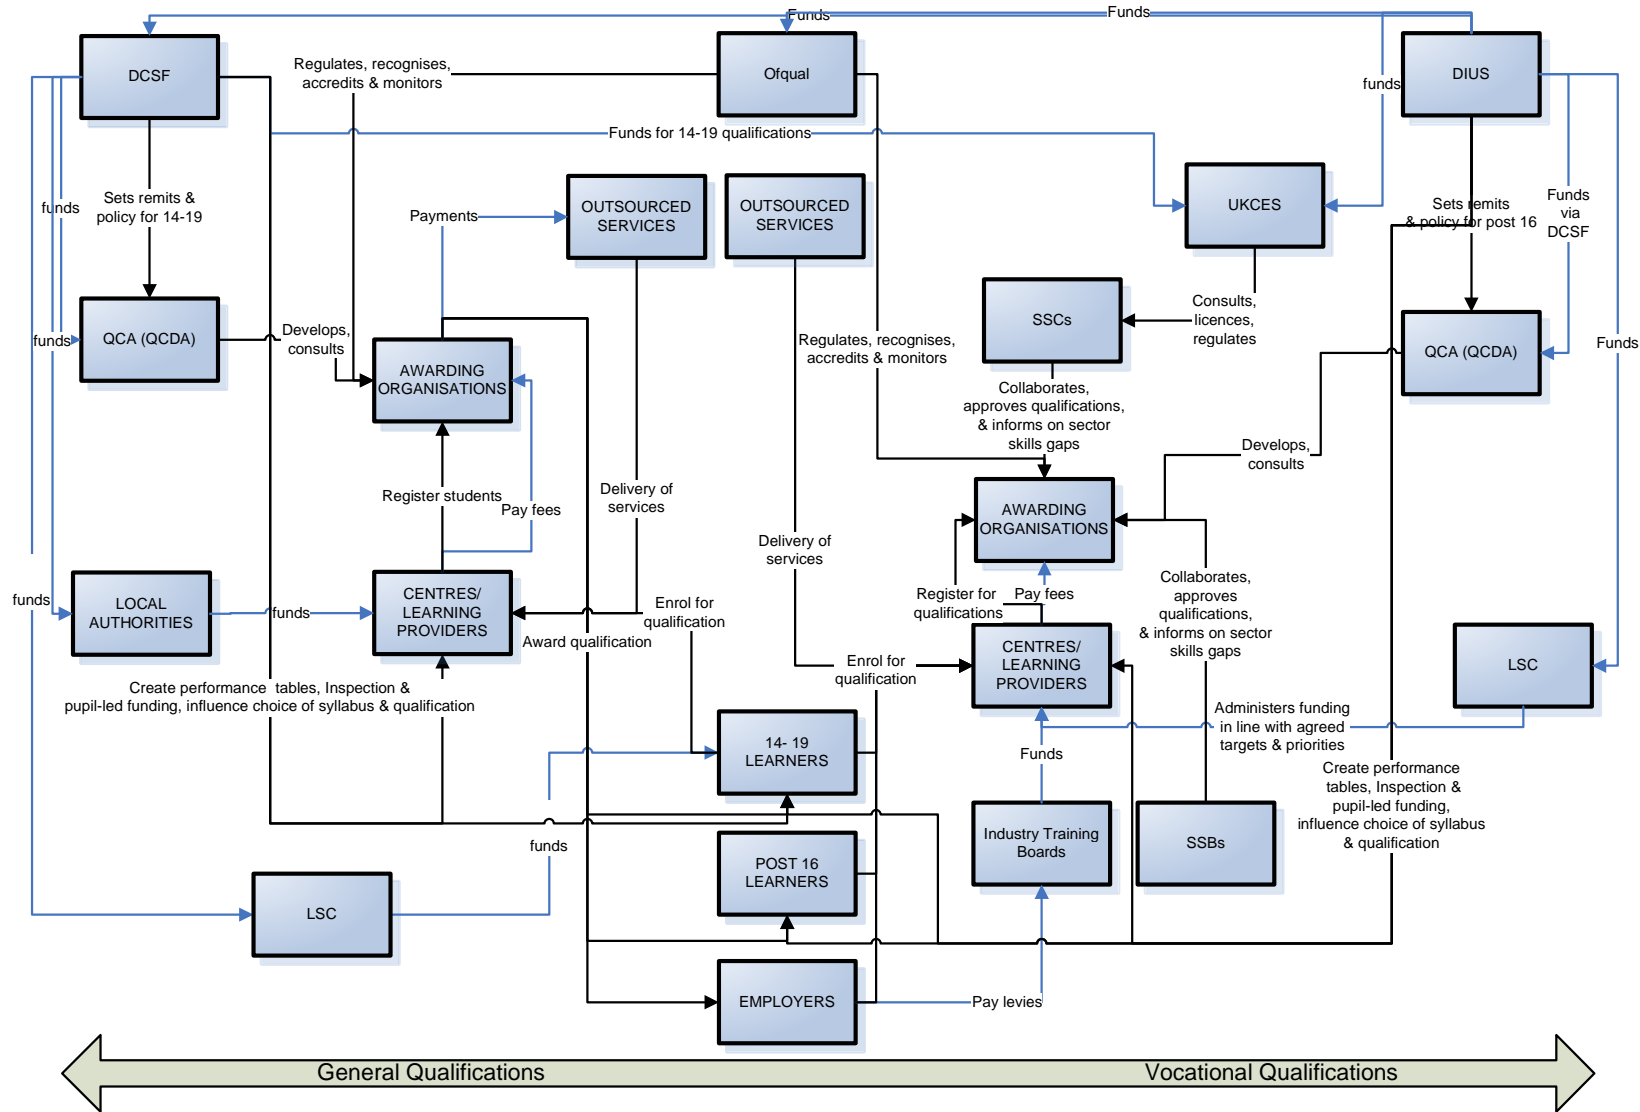 Funds
Funds
DCSF
Ofqual
DIUS
Regulates, recognises,
accredits & monitors
funds
Funds for 14-19 qualifications
Sets remits &
policy for 14-19
funds
Payments
OUTSOURCED
SERVICES
OUTSOURCED
SERVICES
UKCES
Sets remits
& policy for post 16
Funds
via
DCSF
QCA (QCDA)
funds
Develops,
consults
AWARDING
ORGANISATIONS
Regulates, recognises,
accredits & monitors
SSCs
Consults,
licences,
regulates
QCA (QCDA)
Funds
Collaborates,
approves qualifications,
& informs on sector
skills gaps
Develops,
consults
Register students
Pay fees
Delivery of
services
Delivery of
services
AWARDING
ORGANISATIONS
funds
LOCAL
AUTHORITIES
funds
CENTRES/
LEARNING
PROVIDERS
Award qualification
Enrol for
qualification
Register for
qualifications
Pay fees
Collaborates,
approves
qualifications,
& informs on sector
skills gaps
Enrol for
qualification
CENTRES/
LEARNING
PROVIDERS
LSC
Create performance tables, Inspection &
pupil-led funding, influence choice of syllabus & qualification
14- 19
LEARNERS
Funds
Administers funding
in line with agreed
targets & priorities
Create performance
tables, Inspection &
pupil-led funding,
influence choice of syllabus
& qualification
funds
POST 16
LEARNERS
Industry Training
Boards
SSBs
LSC
EMPLOYERS
Pay levies
General Qualifications
Vocational Qualifications